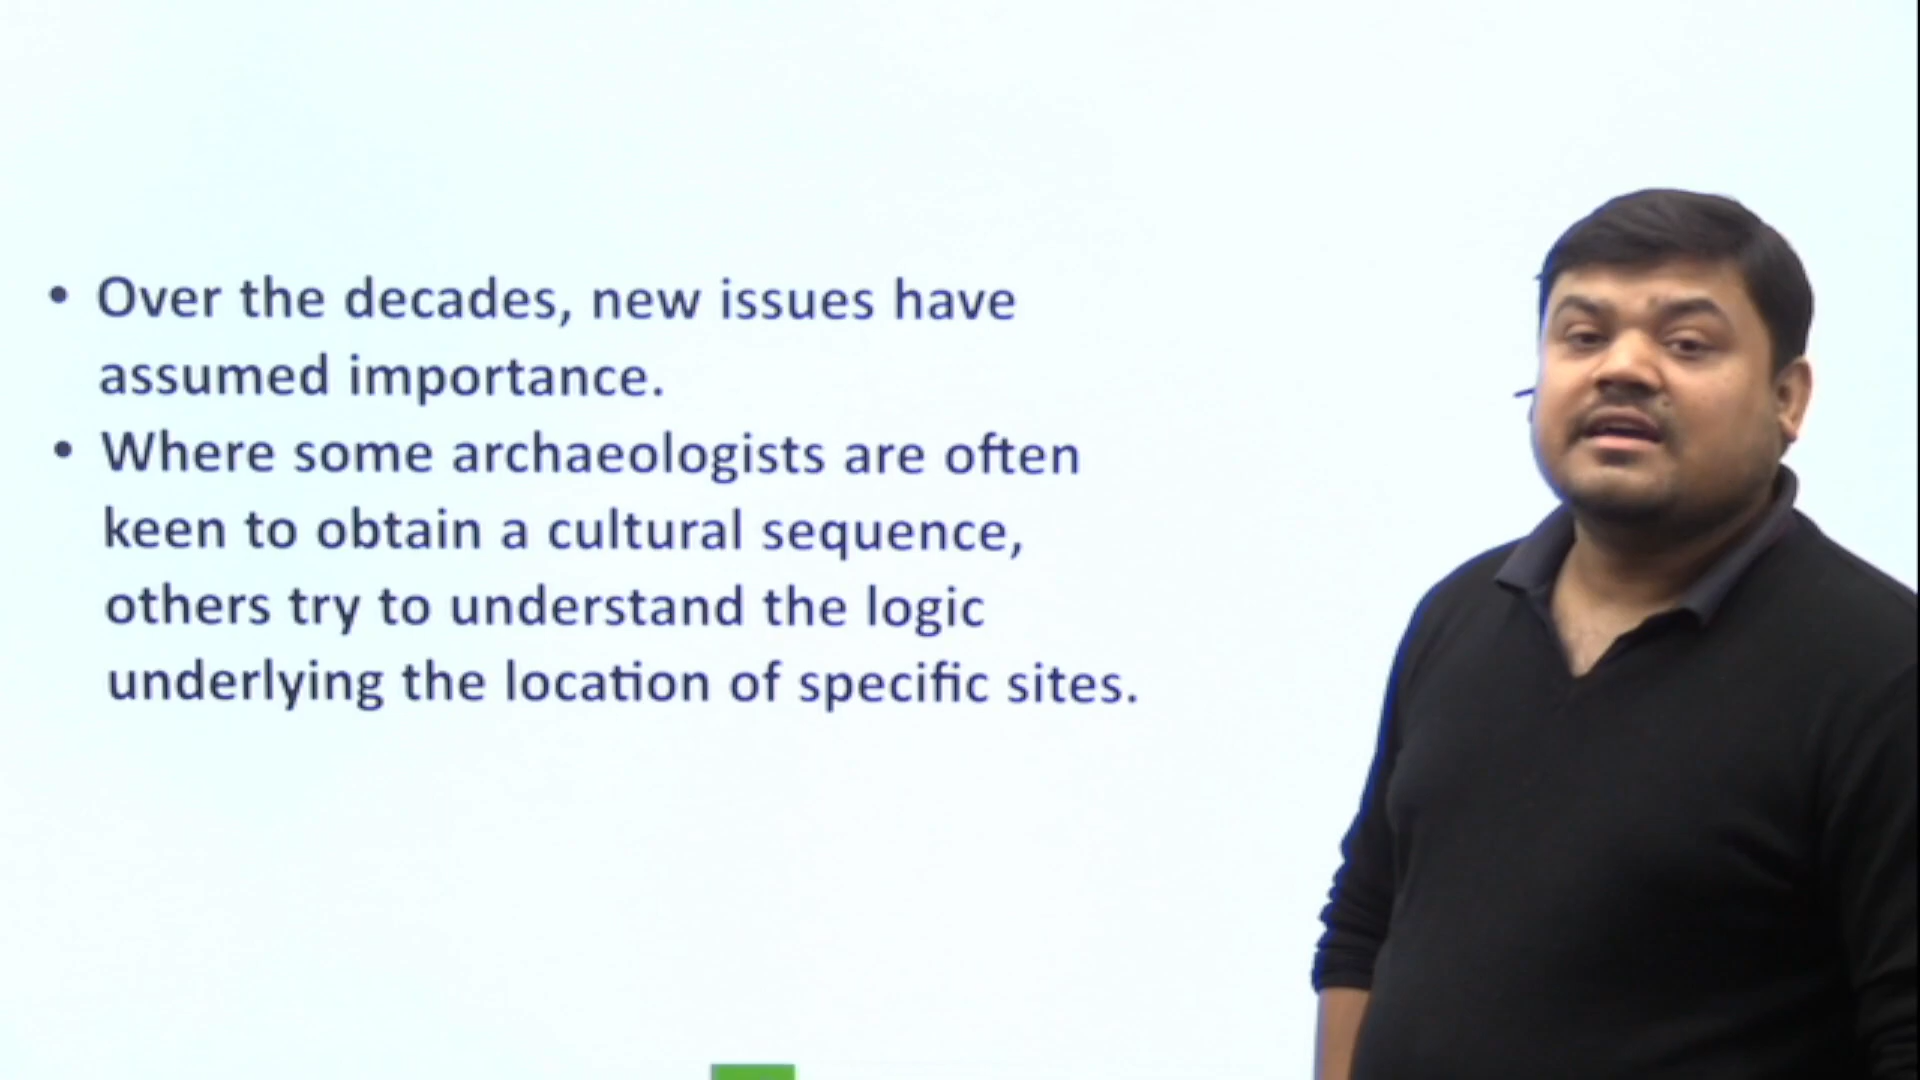 • Over the decades, new issues have
assumed importance.
• Where some archaeologists are often
keen to obtain a cultural sequence,
others try to understand the logic
underlying the location of specific sites.